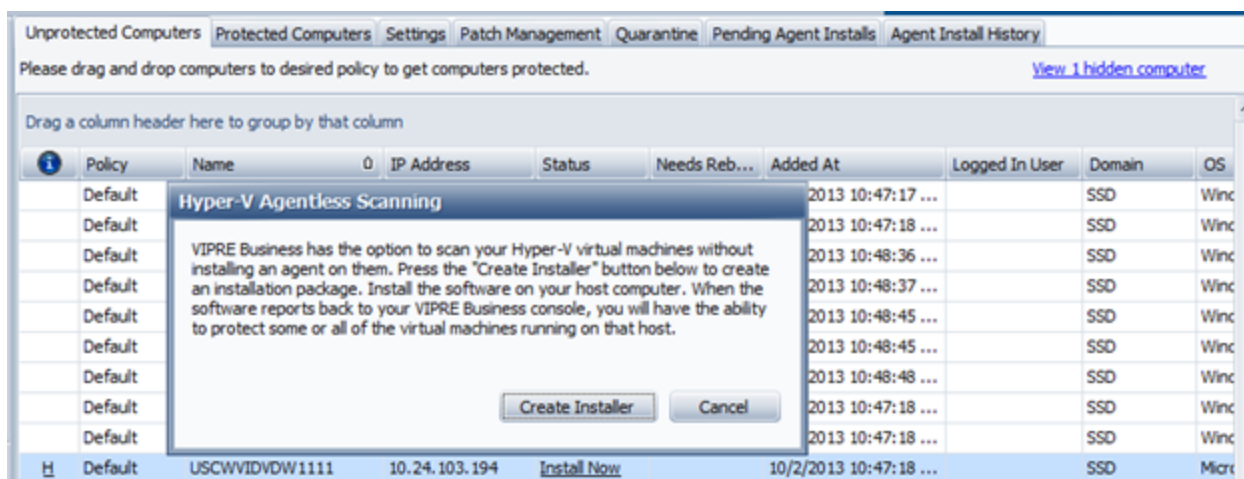 Unprotected Computers Protected Computers Settings Patch Management Quarantine Pending Agent Installs Agent Install History
Please drag and drop computers to desired policy to get computers protected. View 1 hidden computer
Drag a column header here to group by that column
Policy Name IP Address Status Needs Reb... Added At Logged In User Domain OS
Default 2013 10:47:17 ... SSD Winc
Default 2013 10:47:18 ... SSD Winc
Default 2013 10:48:36 ... SSD Winc
Default 2013 10:48:37 ... SSD Winc
Default 2013 10:48:45 ... SSD Winc
Default 2013 10:48:45 ... SSD Winc
Default 2013 10:48:48 ... SSD Winc
Default 2013 10:47:18 ... SSD Winc
Default 2013 10:47:18 ... SSD Winc
H Default USCWVIDVDW1111 10.24.103.194 Install Now 10/2/2013 10:47:18 ... SSD Micro
Hyper-V Agentless Scanning
VIPRE Business has the option to scan your Hyper-V virtual machines without
installing an agent on them. Press the "Create Installer" button below to create
an installation package. Install the software on your host computer. When the
software reports back to your VIPRE Business console, you will have the ability
to protect some or all of the virtual machines running on that host.
Create Installer Cancel